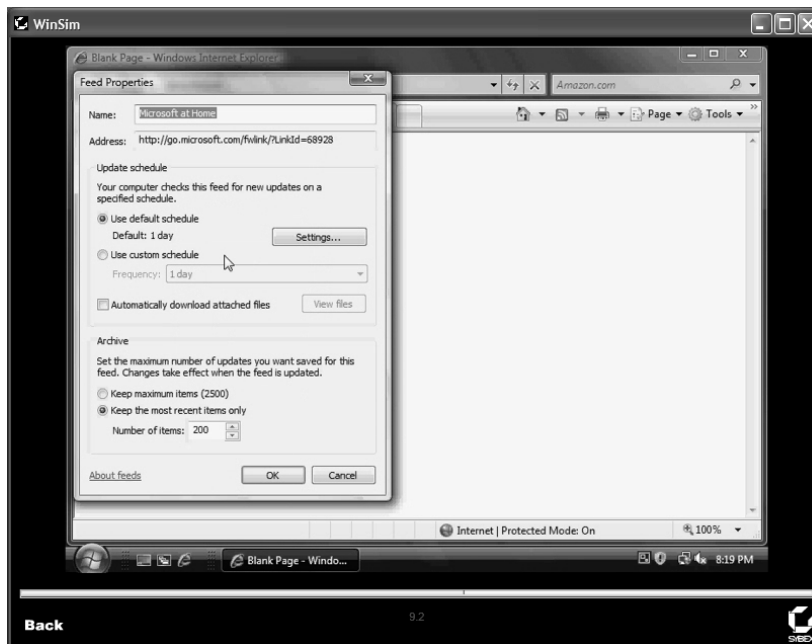 WinSim
Blank Page - Windows Internet Explorer
Feed Properties
Amazon.com
Name: Microsoft at Home
Page Tools
Address: http://go.microsoft.com/fwlink/?LinkId=68928
Update schedule
Your computer checks this feed for new updates on a
specified schedule.
Use default schedule
Default: 1 day
Settings...
Use custom schedule
Frequency: 1 day
Automatically download attached files
View files
Archive
Set the maximum number of updates you want saved for this
feed. Changes take effect when the feed is updated.
Keep maximum items (2500)
Keep the most recent items only
Number of items: 200
About feeds
OK
Cancel
Internet | Protected Mode: On
100%
Blank Page - Windo...
8:19 PM
Back
9.2
SYBEX